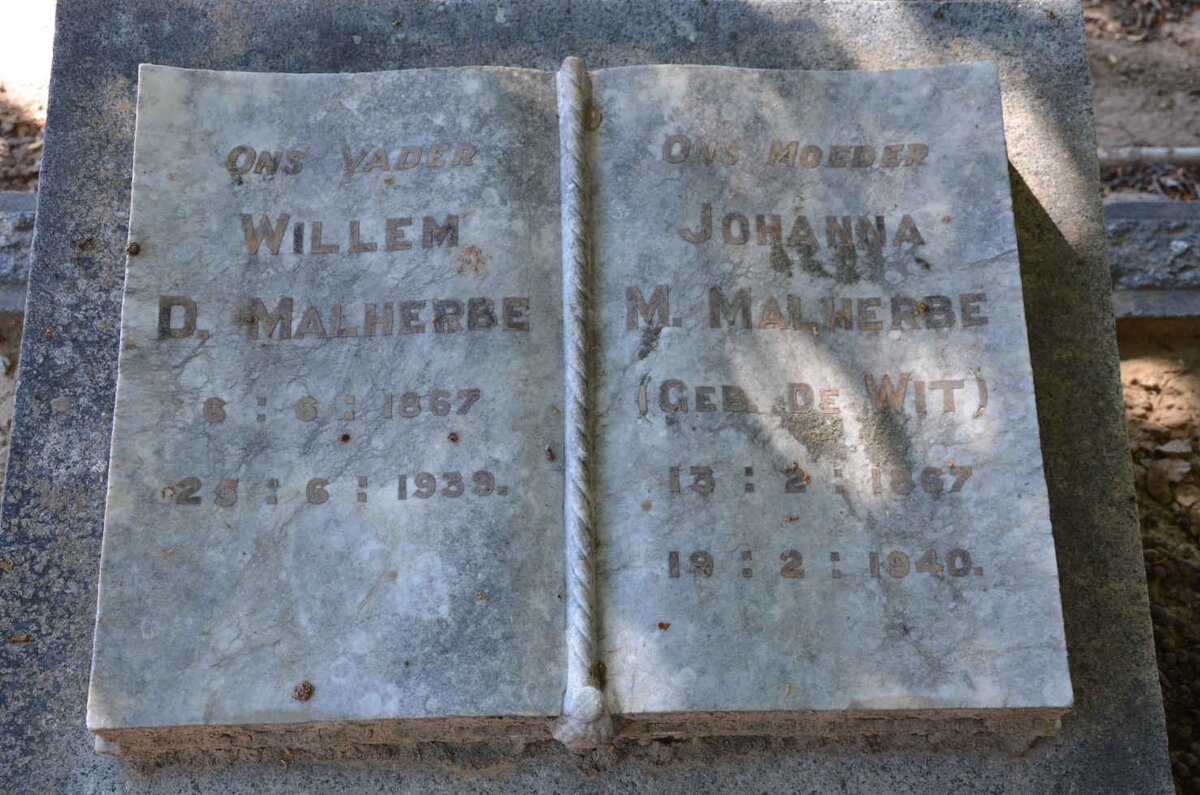 Ons Vader
Willem
D. Malherbe
6 : 6 : 1867
25 : 6 : 1939.
Ons Moeder
Johanna
M. Malherbe
(Geb. de Wit)
13 : 2 : 1867
19 : 2 : 1940.